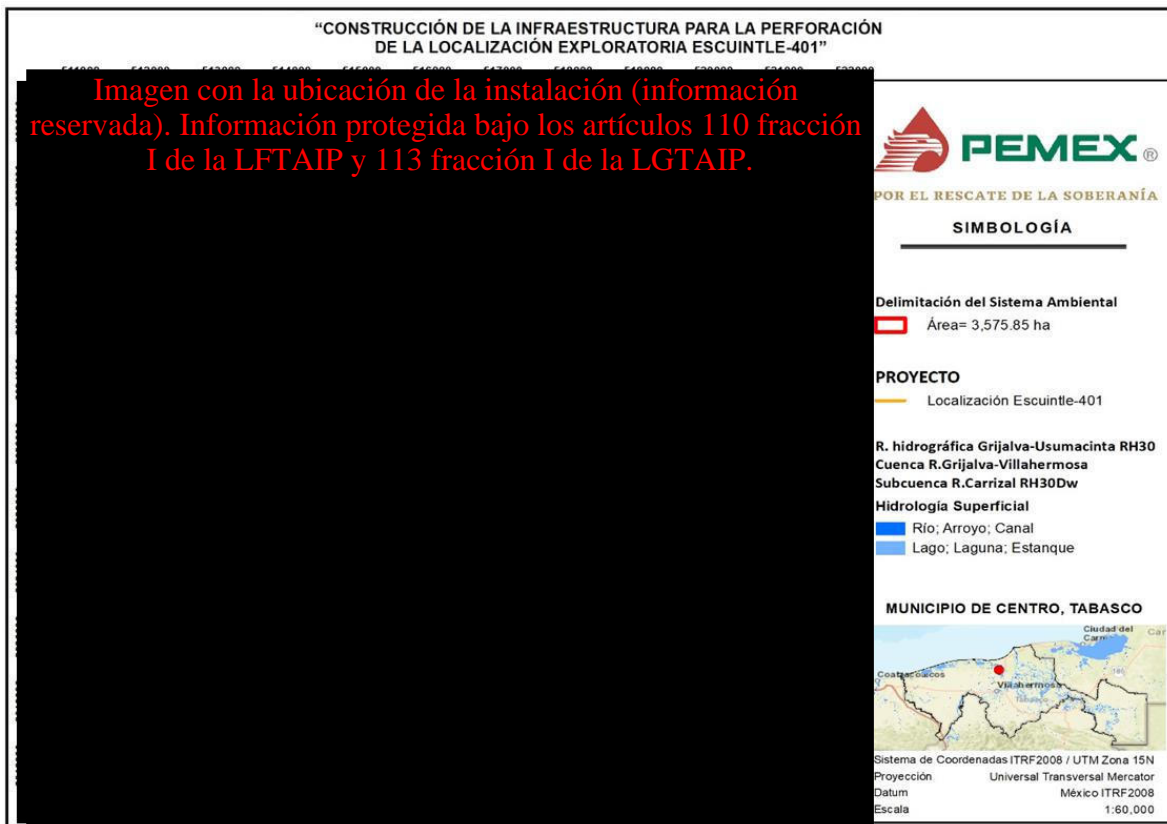 “CONSTRUCCIÓN DE LA INFRAESTRUCTURA PARA LA PERFORACIÓN
DE LA LOCALIZACIÓN EXPLORATORIA ESCUINTLE-401”
Imagen con la ubicación de la instalación (información
reservada). Información protegida bajo los artículos 110 fracción
I de la LFTAIP y 113 fracción I de la LGTAIP.
PEMEX ®
POR EL RESCATE DE LA SOBERANÍA
SIMBOLOGÍA
Delimitación del Sistema Ambiental
Área= 3,575.85 ha
PROYECTO
Localización Escuintle-401
R. hidrográfica Grijalva-Usumacinta RH30
Cuenca R.Grijalva-Villahermosa
Subcuenca R.Carrizal RH30Dw
Hidrología Superficial
Río; Arroyo; Canal
Lago; Laguna; Estanque
MUNICIPIO DE CENTRO, TABASCO
Ciudad del
Carmen
Coatzacoalcos
Villahermosa
Sistema de Coordenadas ITRF2008 / UTM Zona 15N
Proyección Universal Transversal Mercator
Datum México ITRF2008
Escala 1:60,000